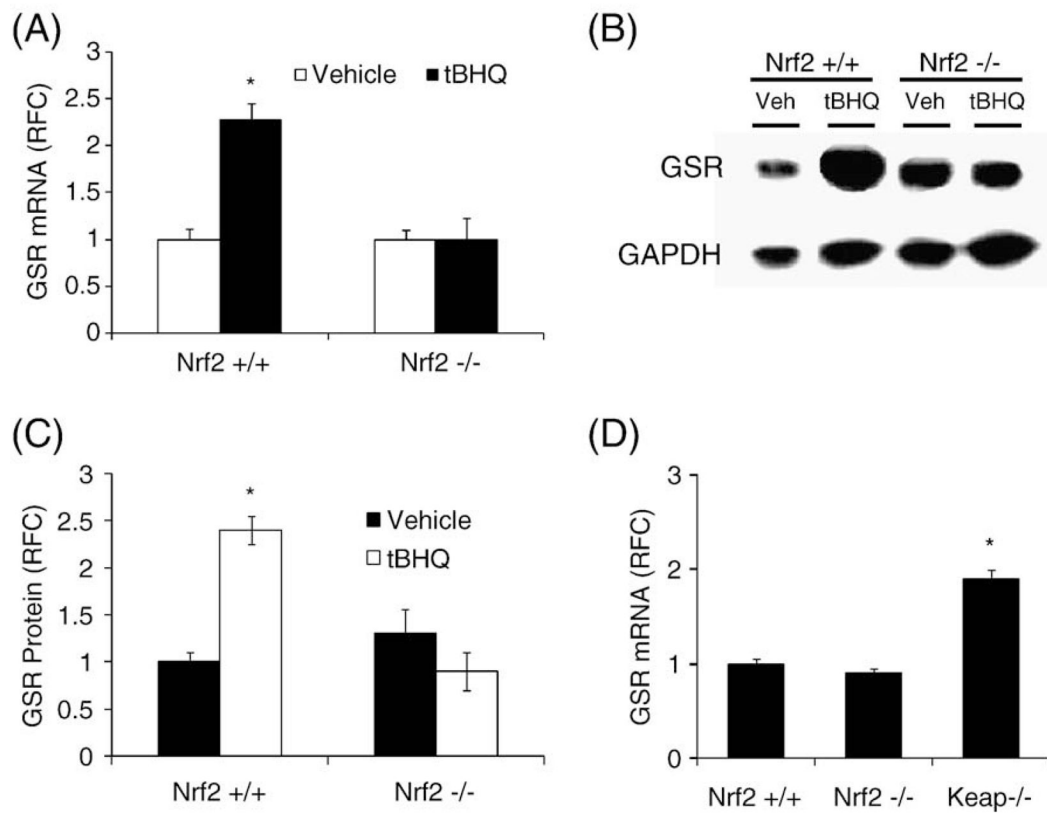 (A)
3
2.5
2
1.5
1
0.5
0
GSR mRNA (RFC)
Vehicle
tBHQ
*
Nrf2 +/+
Nrf2 -/-
(B)
Nrf2 +/+ Nrf2 -/-
Veh tBHQ Veh tBHQ
GSR
GAPDH
(C)
3
2.5
2
1.5
1
0.5
0
GSR Protein (RFC)
*
Vehicle
tBHQ
Nrf2 +/+
Nrf2 -/-
(D)
3
2
1
0
GSR mRNA (RFC)
*
Nrf2 +/+
Nrf2 -/-
Keap-/-